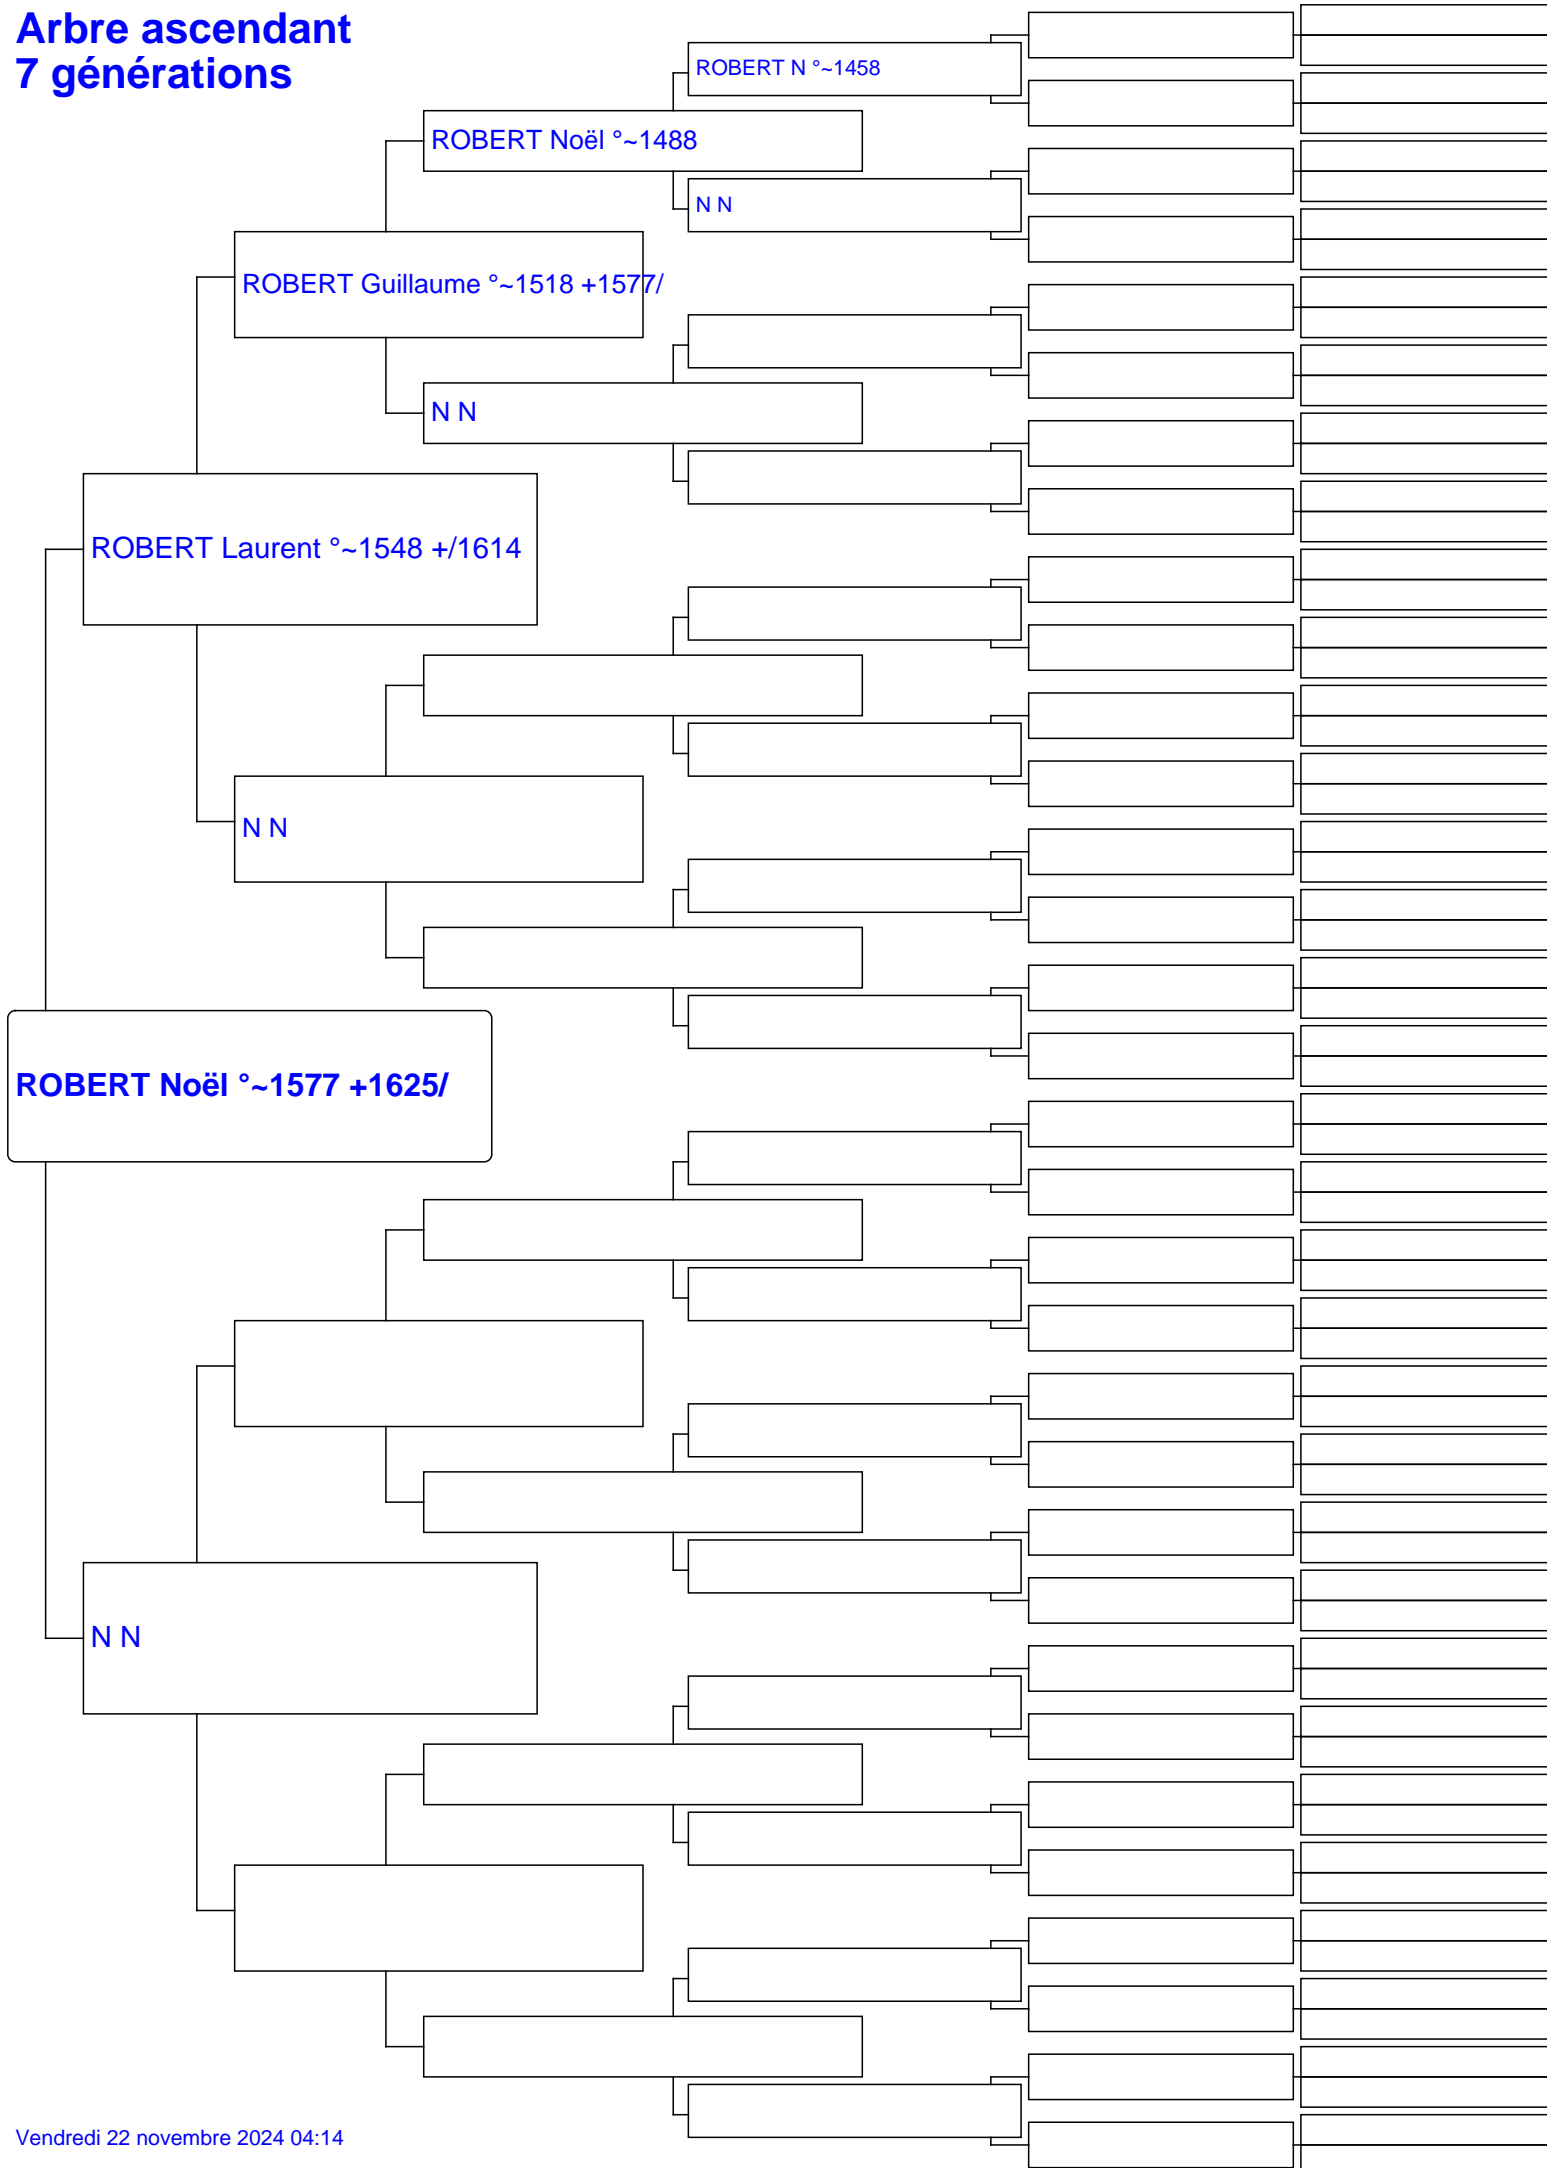 Arbre ascendant
7 générations
ROBERT N °~1458
ROBERT Noël °~1488
N N
ROBERT Guillaume °~1518 +1577/
N N
ROBERT Laurent °~1548 +/1614
N N
ROBERT Noël °~1577 +1625/
N N
Vendredi 22 novembre 2024 04:14